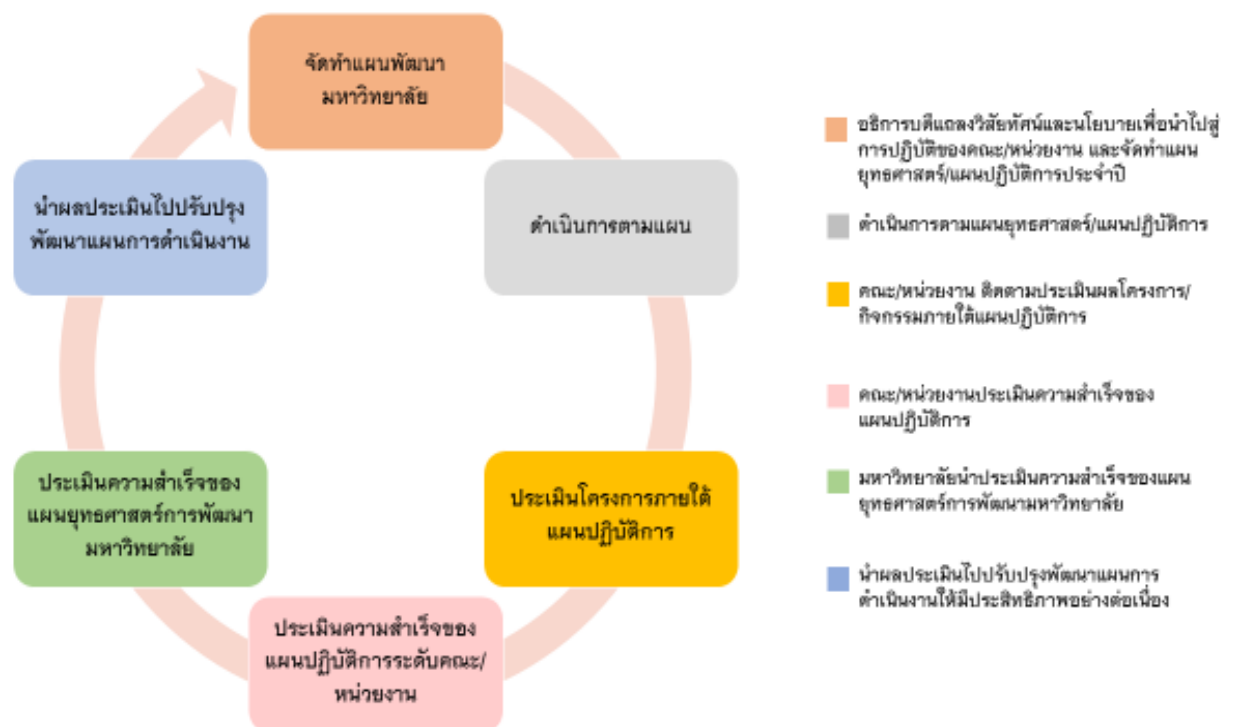 จัดทำแผนพัฒนา
มหาวิทยาลัย
นำผลประเมินไปปรับปรุง
พัฒนาแผนการดำเนินงาน
ดำเนินการตามแผน
ประเมินความสำเร็จของ
แผนยุทธศาสตร์การพัฒนา
มหาวิทยาลัย
ประเมินโครงการภายใต้
แผนปฏิบัติการ
ประเมินความสำเร็จของ
แผนปฏิบัติการระดับคณะ/
หน่วยงาน
อธิการบดีแถลงวิสัยทัศน์และนโยบายเพื่อนำไปสู่
การปฏิบัติของคณะ/หน่วยงาน และจัดทำแผน
ยุทธศาสตร์/แผนปฏิบัติการประจำปี
ดำเนินการตามแผนยุทธศาสตร์/แผนปฏิบัติการ
คณะ/หน่วยงาน ติดตามประเมินผลโครงการ/
กิจกรรมภายใต้แผนปฏิบัติการ
คณะ/หน่วยงานประเมินความสำเร็จของ
แผนปฏิบัติการ
มหาวิทยาลัยนำประเมินความสำเร็จของแผน
ยุทธศาสตร์การพัฒนามหาวิทยาลัย
นำผลประเมินไปปรับปรุงพัฒนาแผนการ
ดำเนินงานให้มีประสิทธิภาพอย่างต่อเนื่อง